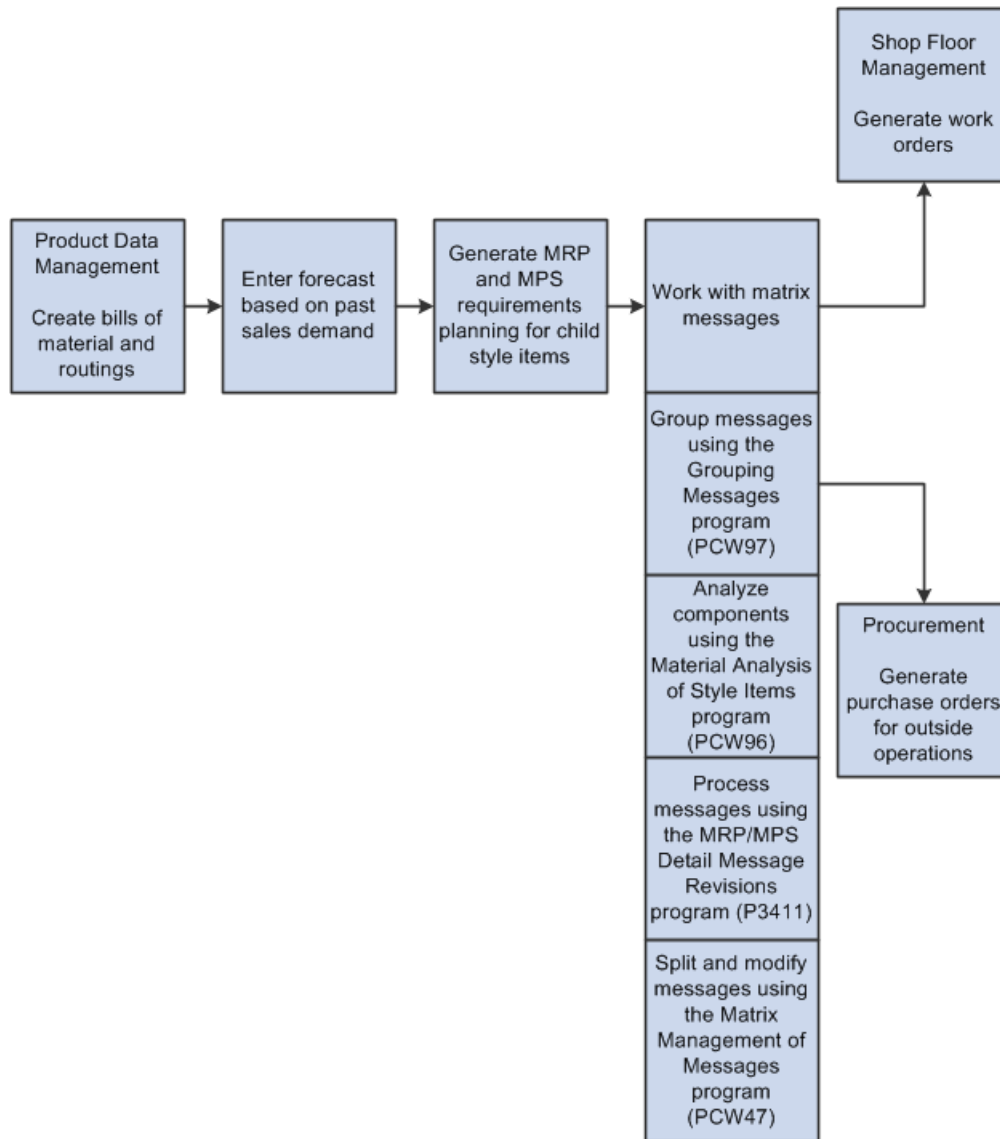 Shop Floor
Management
Generate work
orders
Product Data
Management
Create bills of
material and
routings
Enter forecast
based on past
sales demand
Generate MRP
and MPS
requirements
planning for child
style items
Work with matrix
messages
Group messages
using the
Grouping
Messages
program
(PCW97)
Analyze
components
using the
Material Analysis
of Style Items
program
(PCW96)
Process
messages using
the MRP/MPS
Detail Message
Revisions
program (P3411)
Split and modify
messages using
the Matrix
Management of
Messages
program
(PCW47)
Procurement
Generate
purchase orders
for outside
operations